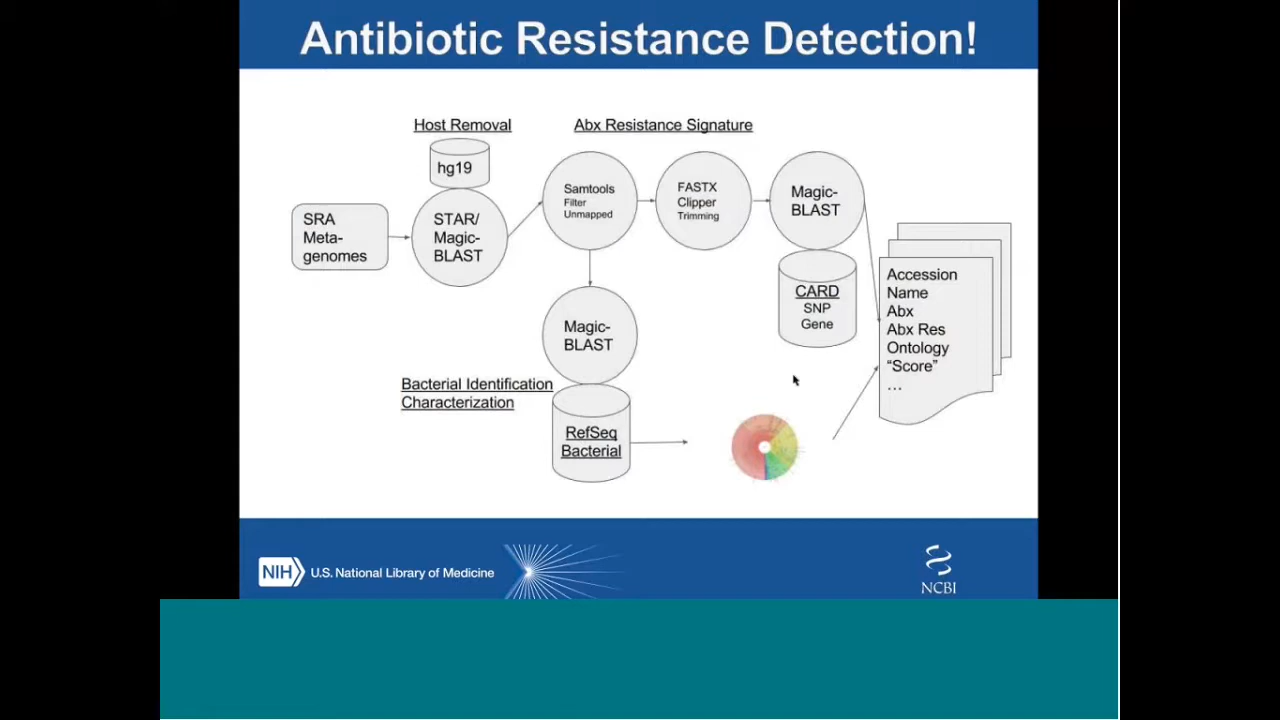 Antibiotic Resistance Detection!
Host Removal
Abx Resistance Signature
hg19
SRA
Meta-
genomes
STAR/
Magic-
BLAST
Samtools
Filter
Unmapped
FASTX
Clipper
Trimming
Magic-
BLAST
CARD
SNP
Gene
Accession
Name
Abx
Abx Res
Ontology
“Score”
…
Magic-
BLAST
Bacterial Identification
Characterization
RefSeq
Bacterial
NIH
U.S. National Library of Medicine
NCBI